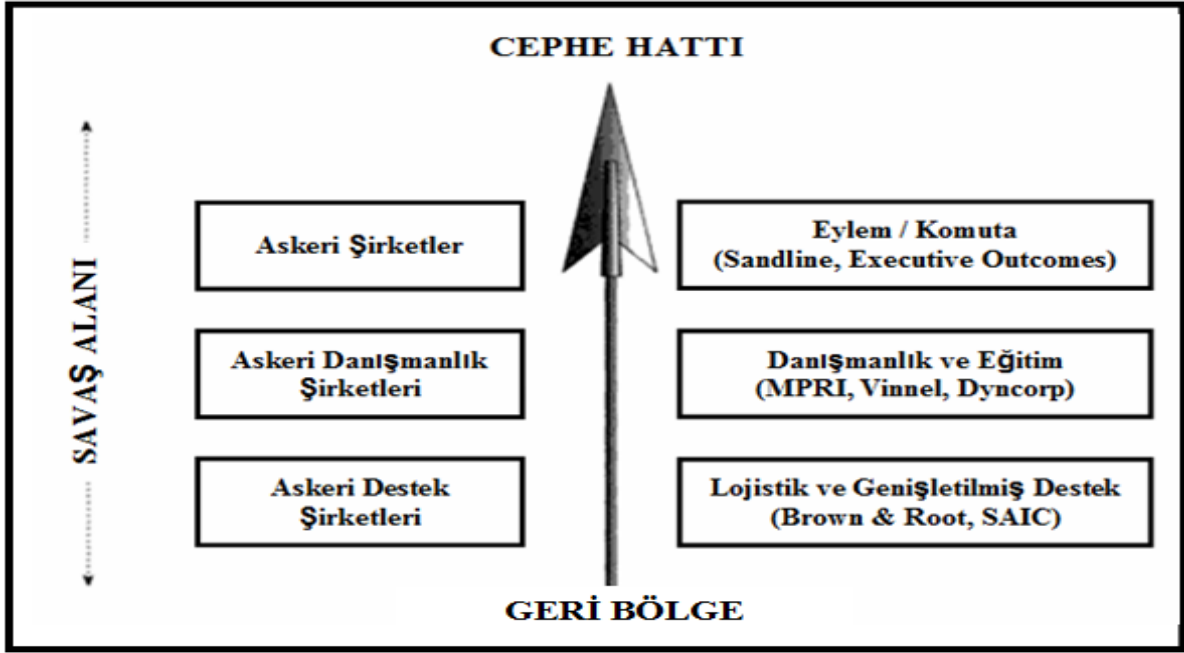 CEPHE HATTI
SAVAŞ ALANI
Askeri Şirketler
Eylem / Komuta
(Sandline, Executive Outcomes)
Askeri Danışmanlık
Şirketleri
Danışmanlık ve Eğitim
(MPRI, Vinnel, Dyncorp)
Askeri Destek
Şirketleri
Lojistik ve Genişletilmiş Destek
(Brown & Root, SAIC)
GERİ BÖLGE